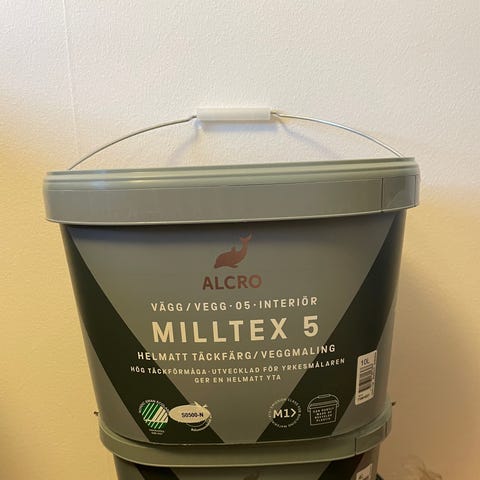 ALCRO
VÄGG/VEGG·05·INTERIÖR
MILLTEX 5
HELMATT TÄCKFÄRG/VEGGMALING
HÖG TÄCKFÖRMÅGA·UTVECKLAD FÖR YRKESMÅLAREN
GER EN HELMATT YTA
10L
S0500-N
M1